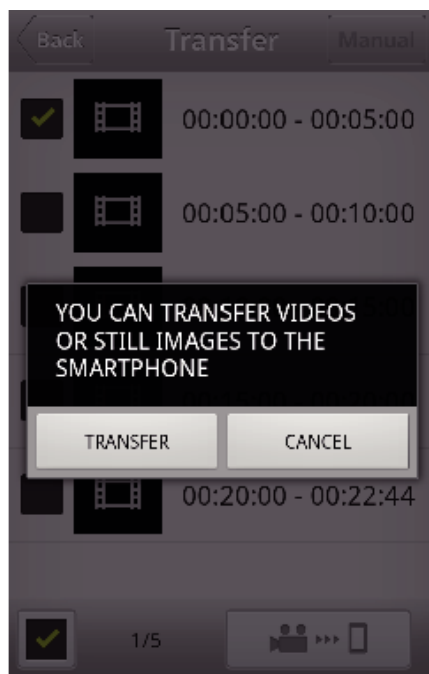 Back Transfer Manual
00:00:00 - 00:05:00
00:05:00 - 00:10:00
YOU CAN TRANSFER VIDEOS
OR STILL IMAGES TO THE
SMARTPHONE
TRANSFER CANCEL
00:20:00 - 00:22:44
1/5